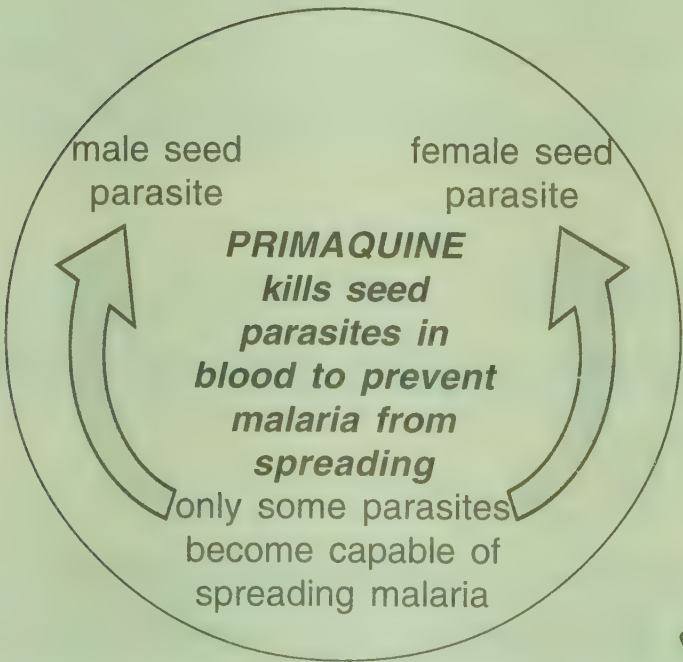 male seed
parasite
female seed
parasite
PRIMAQUINE
kills seed
parasites in
blood to prevent
malaria from
spreading
only some parasites
become capable of
spreading malaria